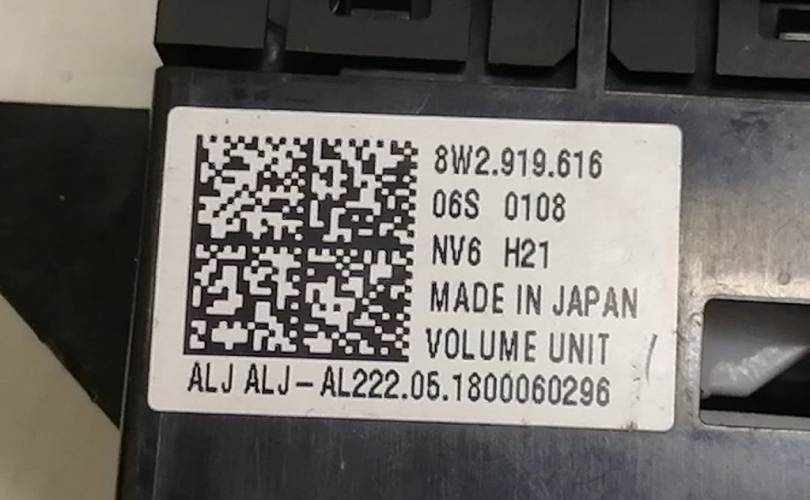 8W2.919.616
06S 0108
NV6 H21
MADE IN JAPAN
VOLUME UNIT
ALJ ALJ-AL222.05.1800060296